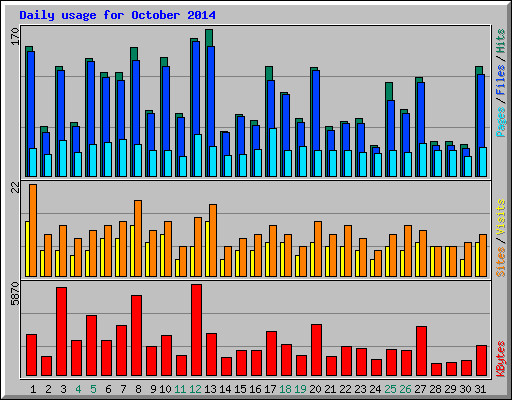 Daily usage for October 2014
170
Pages / Files / Hits
22
Sites / Visits
5870
KBytes
1 2 3 4 5 6 7 8 9 10 11 12 13 14 15 16 17 18 19 20 21 22 23 24 25 26 27 28 29 30 31